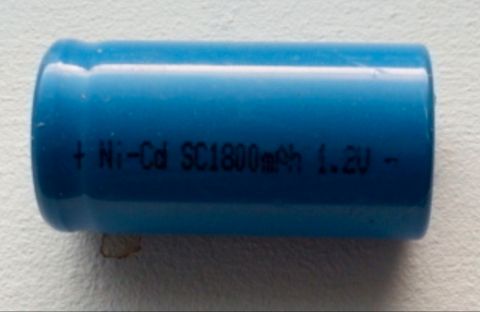 + Ni-Cd SC1800mAh 1.2V -